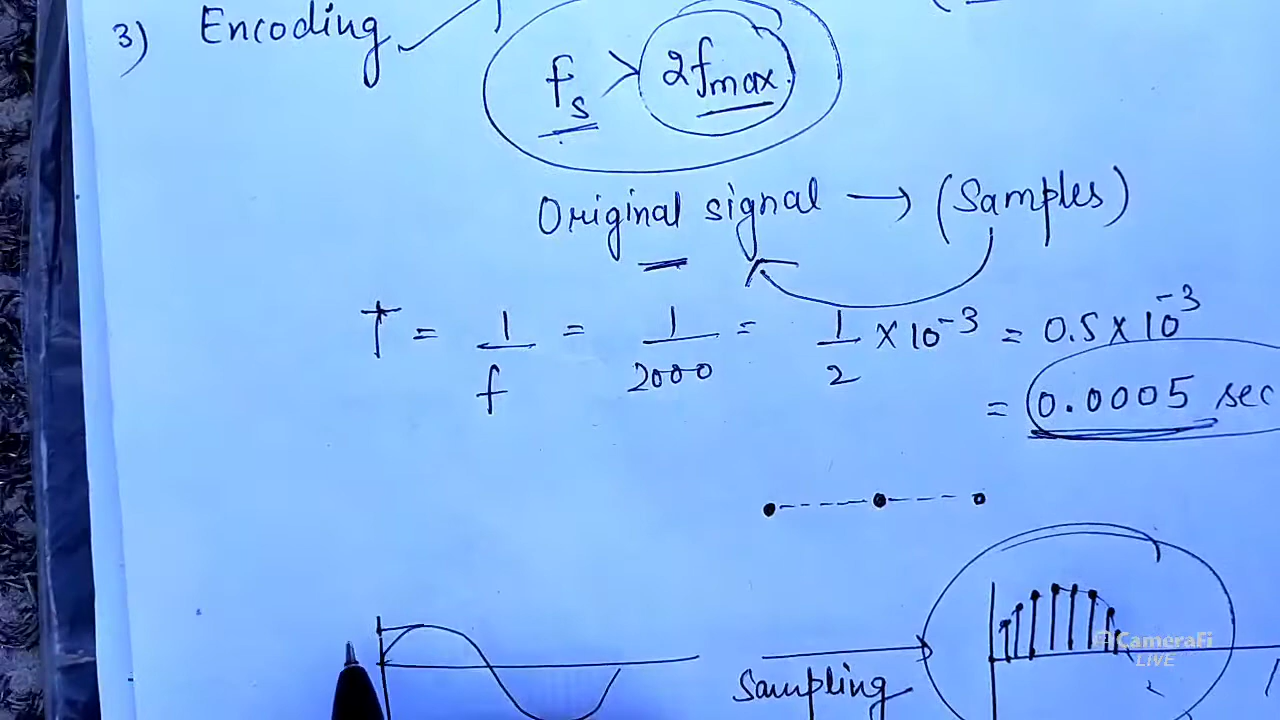 3) Encoding
fs > 2fmax
Original signal → (Samples)
T = 1/f = 1/2000 = 1/2 × 10⁻³ = 0.5 × 10⁻³
= 0.0005 sec
CameraFi
LIVE
Sampling